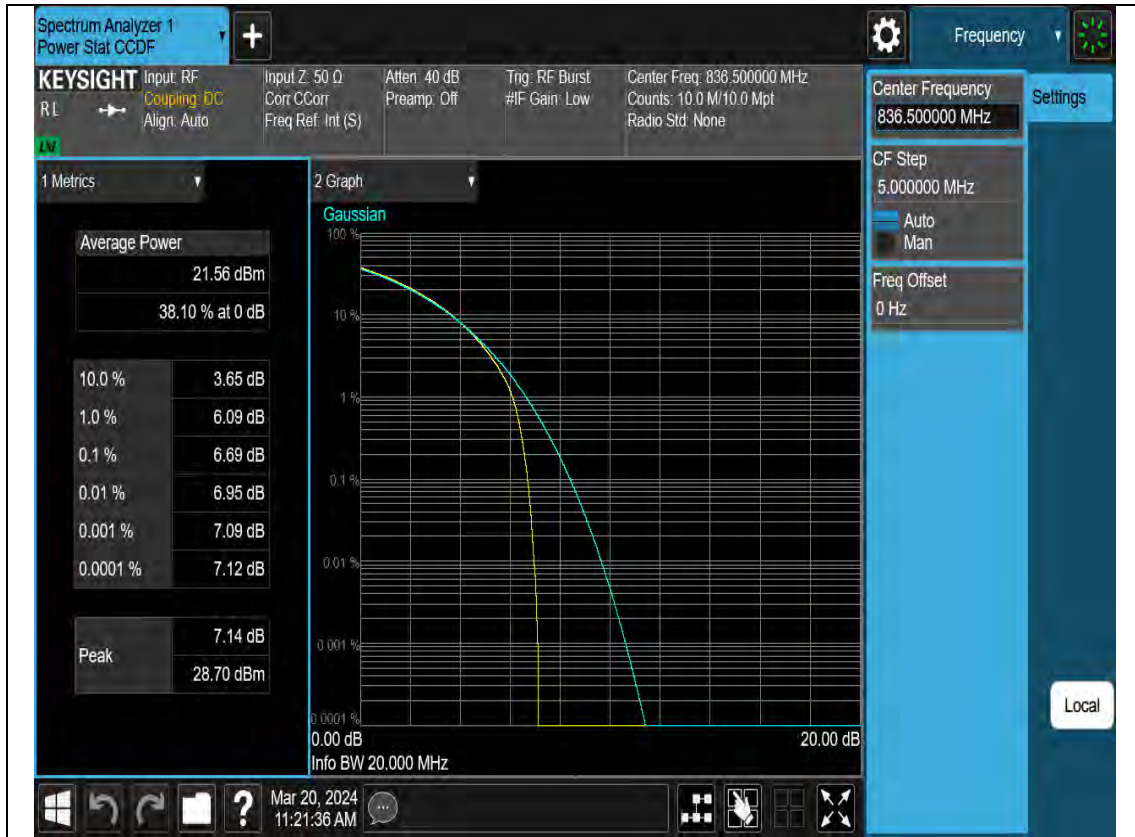 Spectrum Analyzer 1
Power Stat CCDF
Frequency
KEYSIGHT
Input: RF
Input Z: 50 Ω
Atten: 40 dB
Trig: RF Burst
Center Freq: 836.500000 MHz
RL
Coupling: DC
Corr CCorr
Preamp: Off
#IF Gain: Low
Counts: 10.0 M/10.0 Mpt
Align: Auto
Freq Ref: Int (S)
Radio Std: None
Center Frequency
836.500000 MHz
Settings
CF Step
5.000000 MHz
Auto
Man
Freq Offset
0 Hz
1 Metrics
Average Power
21.56 dBm
38.10 % at 0 dB
10.0 % 3.65 dB
1.0 % 6.09 dB
0.1 % 6.69 dB
0.01 % 6.95 dB
0.001 % 7.09 dB
0.0001 % 7.12 dB
Peak
7.14 dB
28.70 dBm
2 Graph
Gaussian
100 %
10 %
1 %
0.1 %
0.01 %
0.001 %
0.0001 %
0.00 dB 20.00 dB
Info BW 20.000 MHz
Local
?
Mar 20, 2024
11:21:36 AM